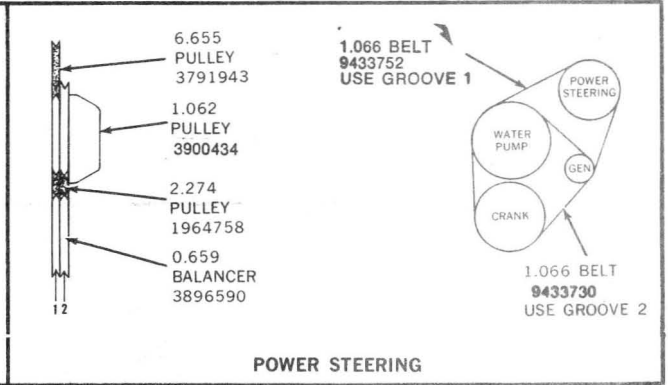 6.655
PULLEY
3791943
1.062
PULLEY
3900434
2.274
PULLEY
1964758
0.659
BALANCER
3896590
1 2
1.066 BELT
9433752
USE GROOVE 1
POWER
STEERING
WATER
PUMP
GEN
CRANK
1.066 BELT
9433730
USE GROOVE 2
POWER STEERING